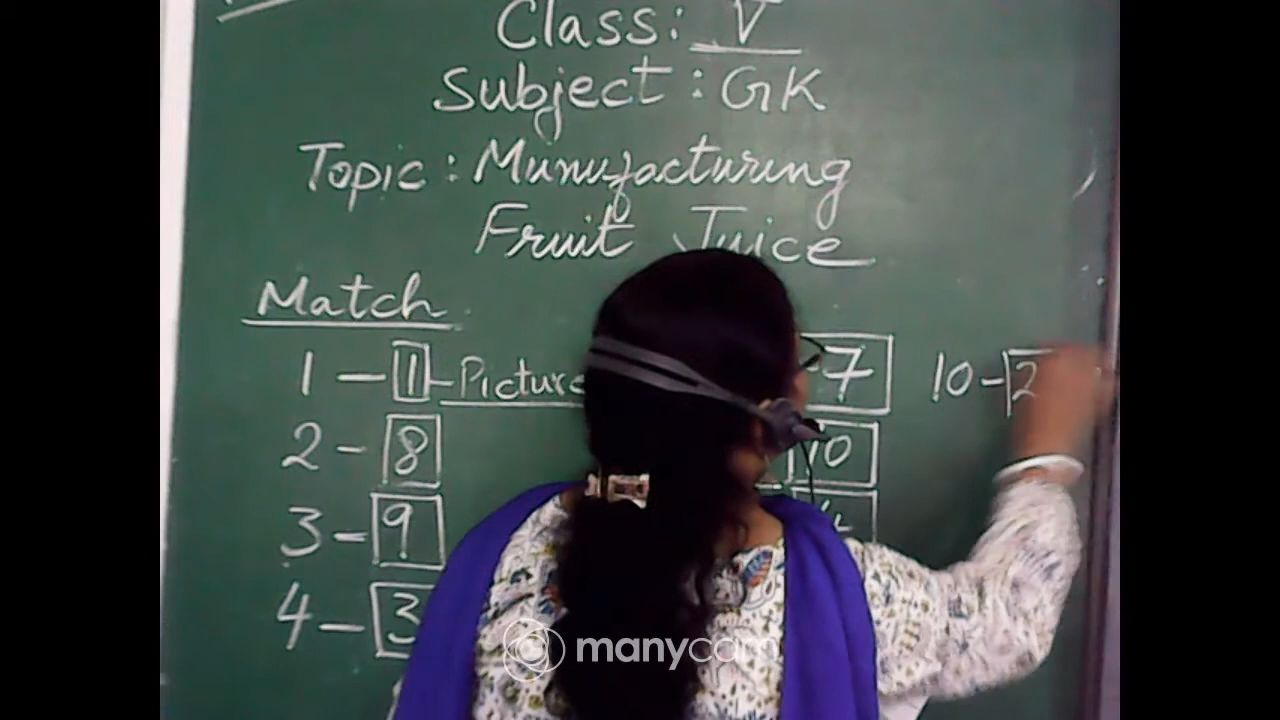 Class: V
Subject: GK
Topic: Manufacturing
Fruit Juice
Match
1 - 11 - Picture
2 - 8
3 - 9
4 - 3
7
10
10 - 2
manycam